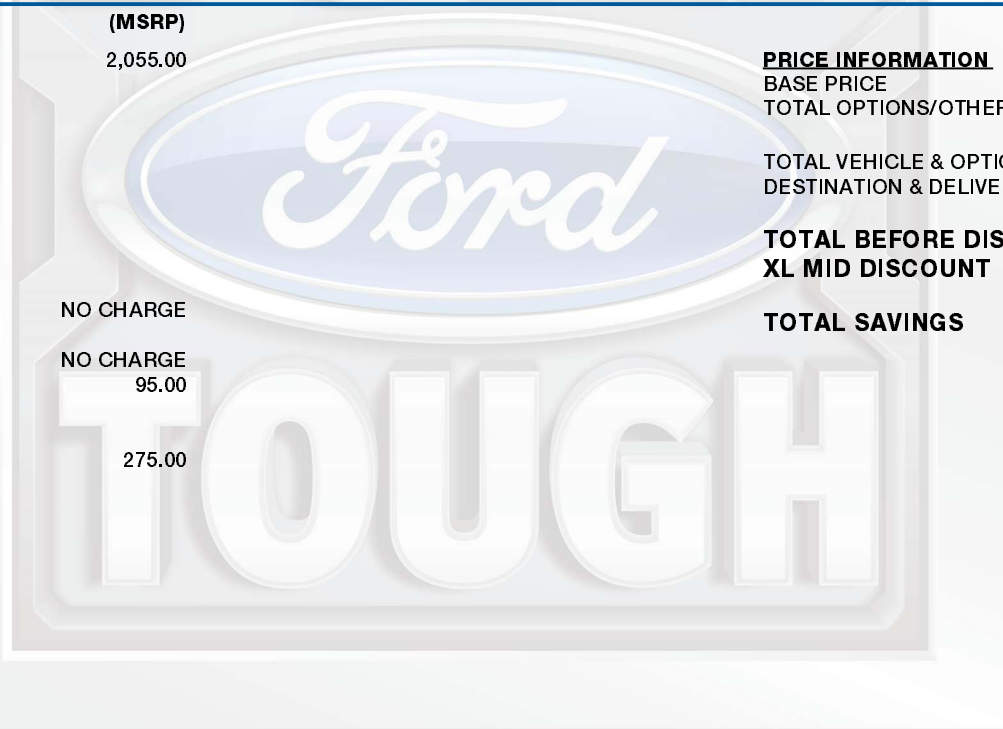 (MSRP)
2,055.00
NO CHARGE
NO CHARGE
95.00
275.00
PRICE INFORMATION
BASE PRICE
TOTAL OPTIONS/OTHER
TOTAL VEHICLE & OPTIO
DESTINATION & DELIVE
TOTAL BEFORE DIS
XL MID DISCOUNT
TOTAL SAVINGS
Ford
TOUGH